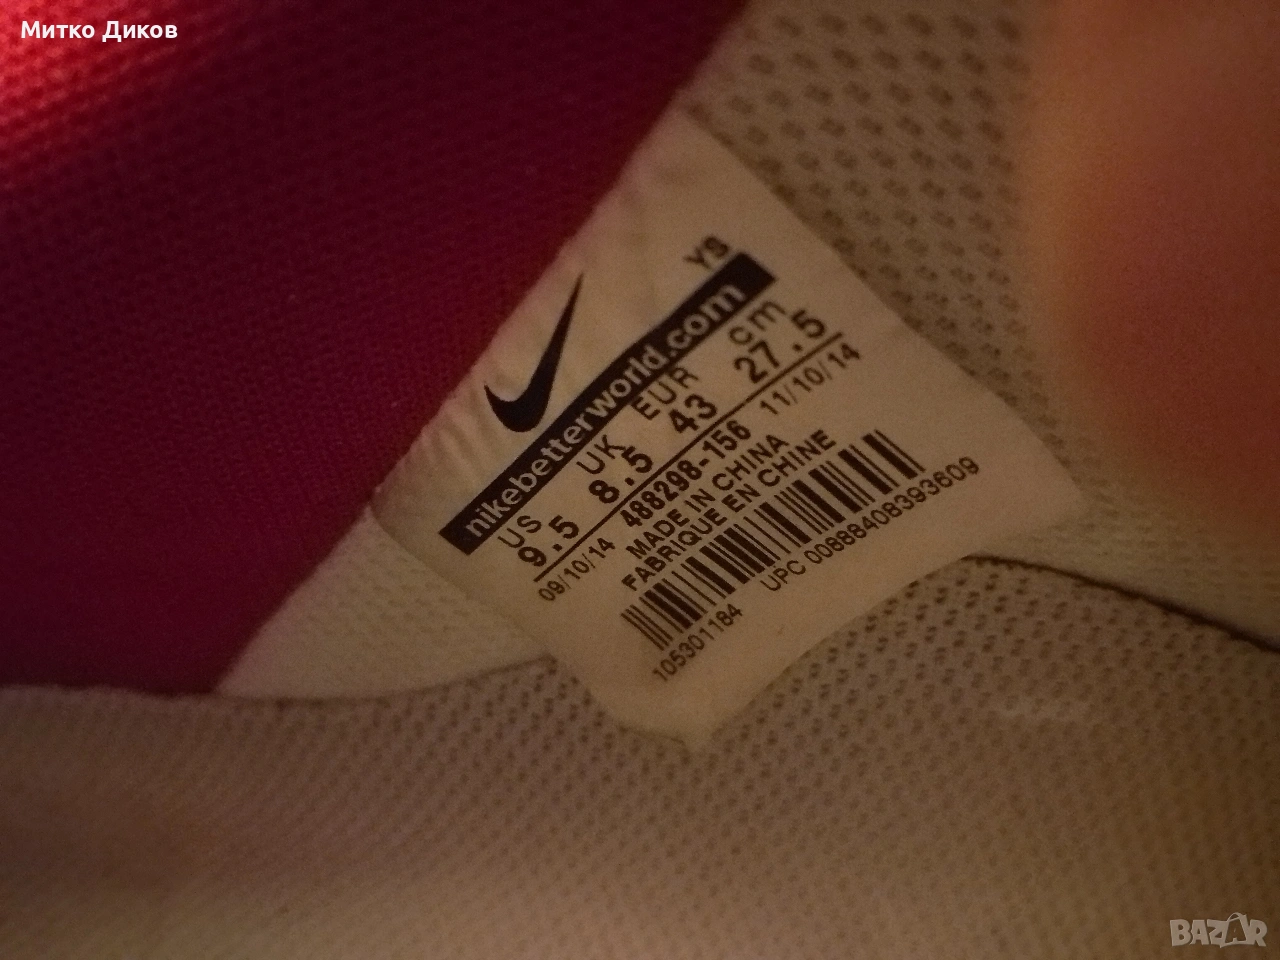 Митко Диков
YS
nikebetterworld.com
US UK EUR cm
9.5 8.5 43 27.5
09/10/14 488298-156 11/10/14
MADE IN CHINA
FABRIQUE EN CHINE
105301184 UPC 00888408393609
BAZAR